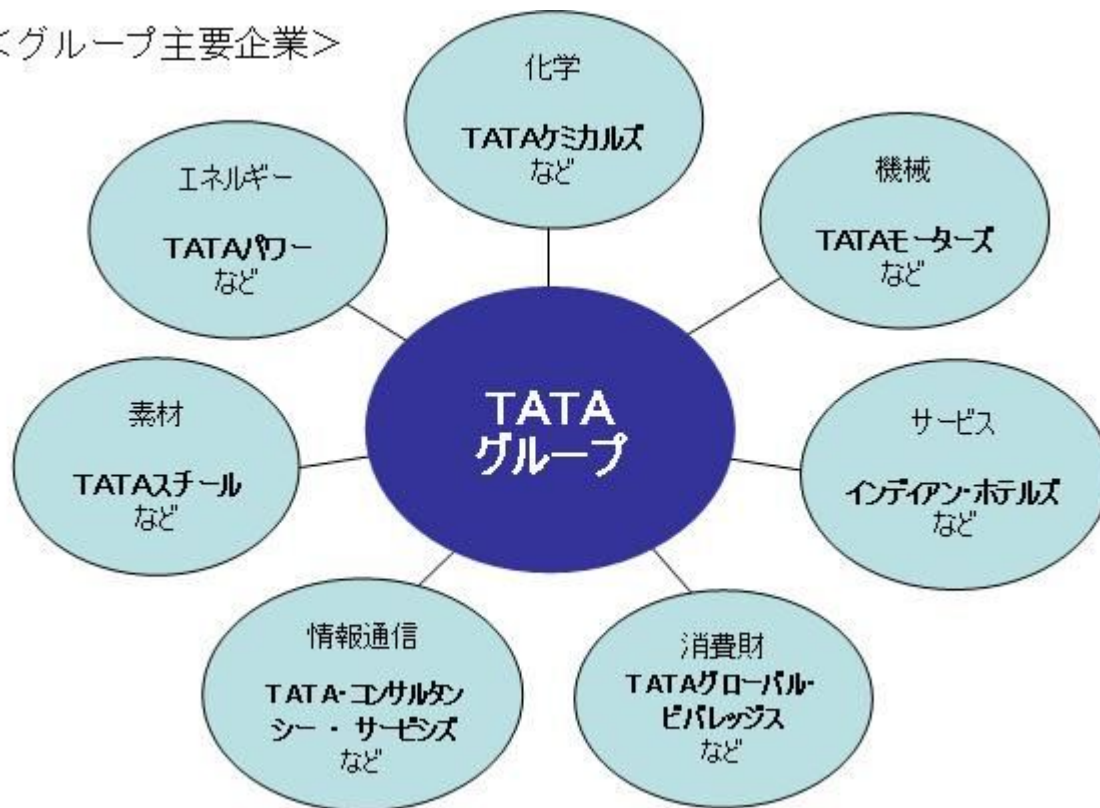 ＜グループ主要企業＞
化学
TATAケミカルズ
など
機械
TATAモーターズ
など
サービス
インディアン・ホテルズ
など
消費財
TATAグローバル・
ビバレッジス
など
情報通信
TATA・コンサルタン
シー・サービシズ
など
素材
TATAスチール
など
エネルギー
TATAパワー
など
TATA
グループ